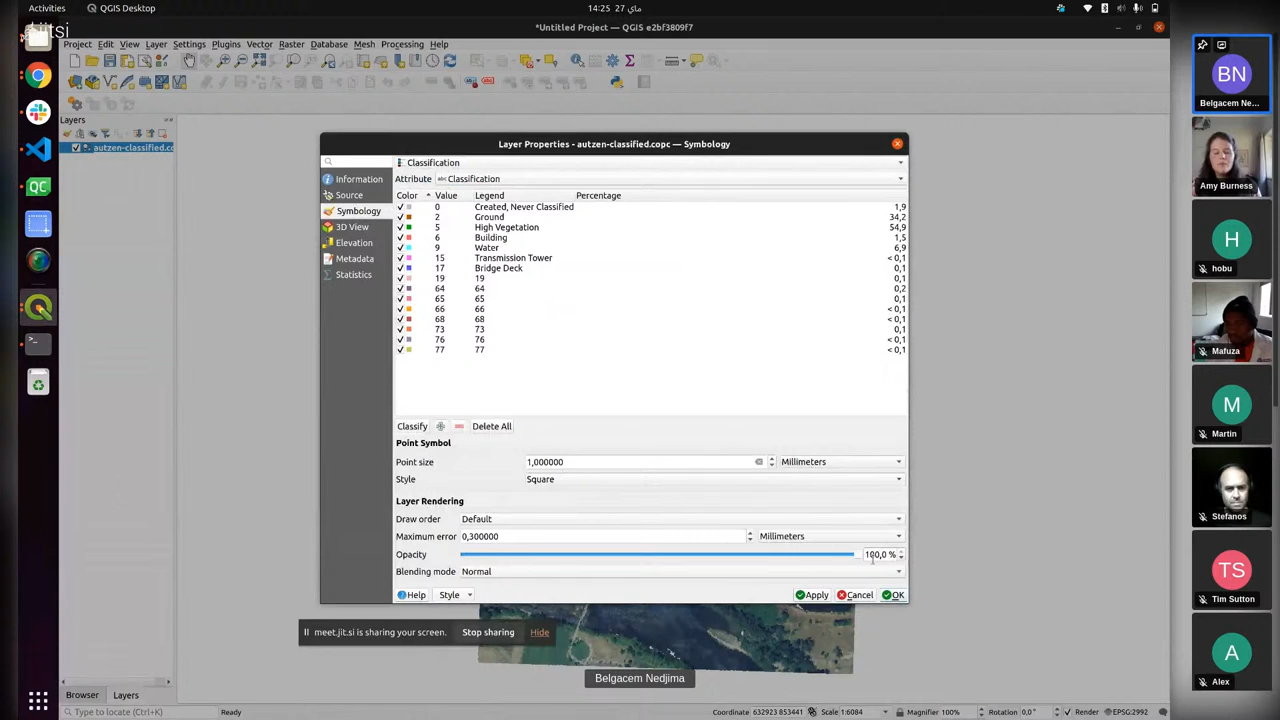 Activities QGIS Desktop
14:25 27 ماي
jitsi
*Untitled Project — QGIS e2bf3809f7
Project Edit View Layer Settings Plugins Vector Raster Database Mesh Processing Help
Layers
autzen-classified.cc
Layer Properties - autzen-classified.copc — Symbology
Information
Source
Symbology
3D View
Elevation
Metadata
Statistics
Classification
Attribute abc Classification
Color Value Legend Percentage
0 Created, Never Classified 1,9
2 Ground 34,2
5 High Vegetation 54,9
6 Building 1,5
9 Water 6,9
15 Transmission Tower < 0,1
17 Bridge Deck 0,1
19 19 0,1
64 64 0,2
65 65 0,1
66 66 < 0,1
68 68 < 0,1
73 73 0,1
76 76 < 0,1
77 77 < 0,1
Classify Delete All
Point Symbol
Point size 1,000000 Millimeters
Style Square
Layer Rendering
Draw order Default
Maximum error 0,300000 Millimeters
Opacity 100,0 %
Blending mode Normal
Help Style Apply Cancel OK
meet.jit.si is sharing your screen. Stop sharing Hide
Belgacem Nedjima
Browser Layers
Type to locate (Ctrl+K) Ready Coordinate 632923 853441 Scale 1:6084 Magnifier 100% Rotation 0,0° Render EPSG:2992
BN
Belgacem Ne...
Amy Burness
H
hobu
Mafuza
M
Martin
Stefanos
TS
Tim Sutton
A
Alex